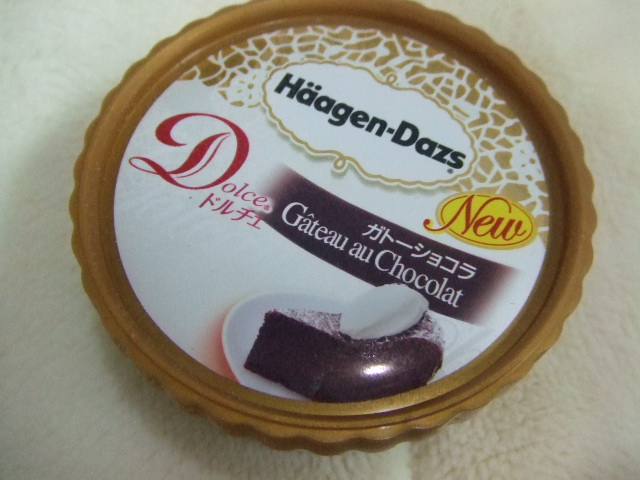 Häagen-Dazs®
Dolce®
ドルチェ
New
ガトーショコラ
Gâteau au Chocolat